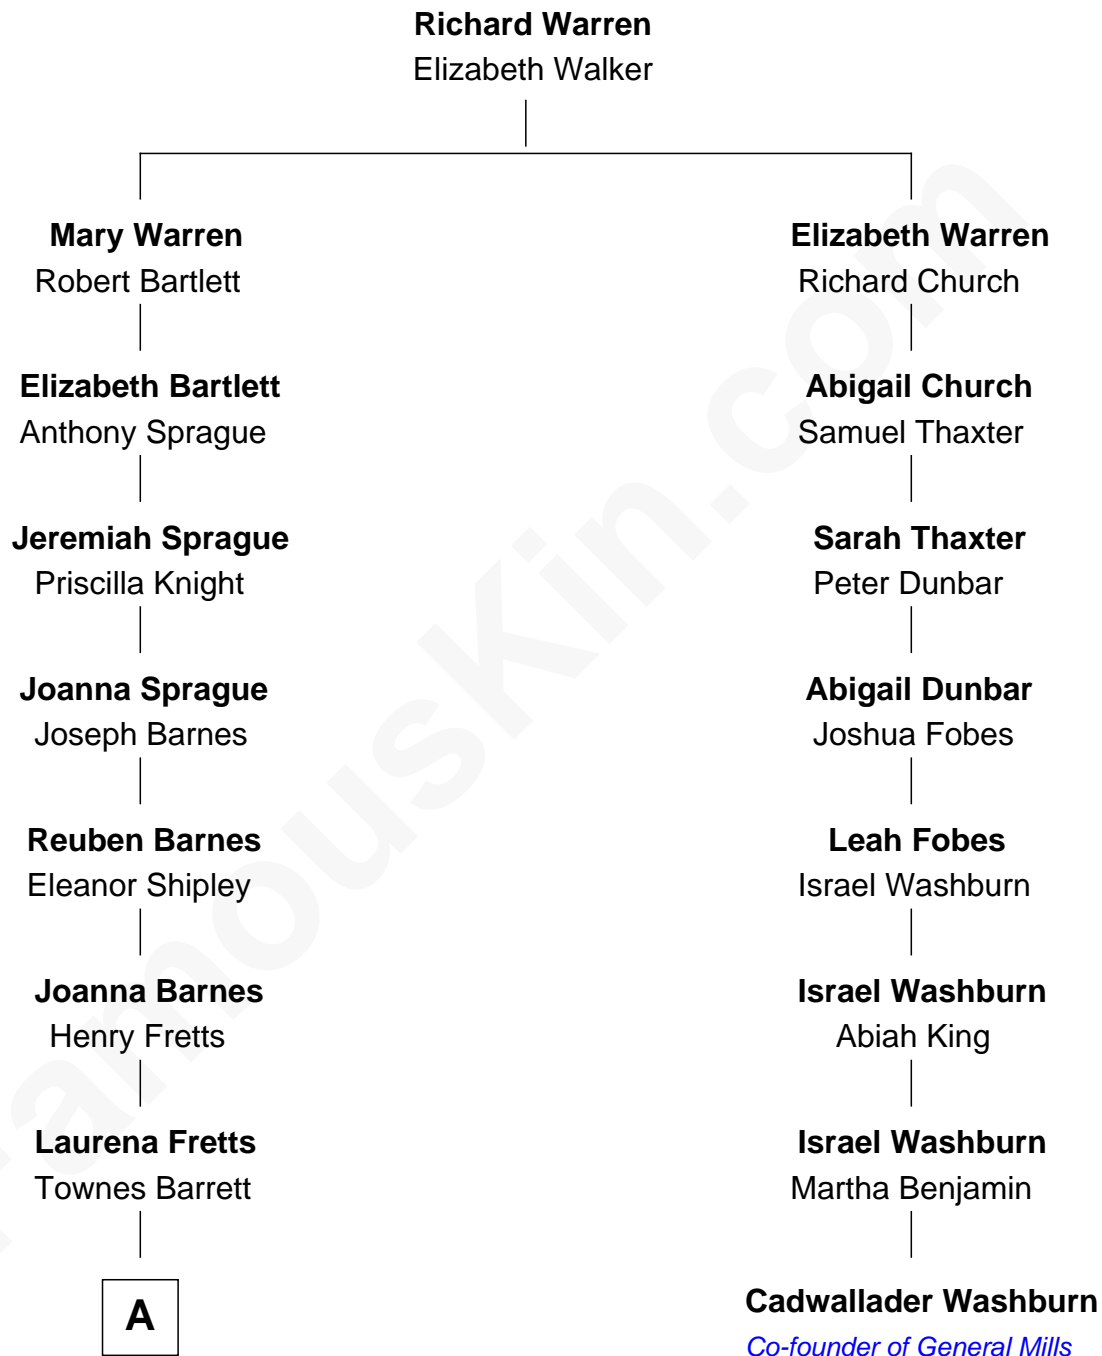 Richard Warren
Elizabeth Walker
Mary Warren
Robert Bartlett
Elizabeth Bartlett
Anthony Sprague
Jeremiah Sprague
Priscilla Knight
Joanna Sprague
Joseph Barnes
Reuben Barnes
Eleanor Shipley
Joanna Barnes
Henry Fretts
Laurena Fretts
Townes Barrett
A
Elizabeth Warren
Richard Church
Abigail Church
Samuel Thaxter
Sarah Thaxter
Peter Dunbar
Abigail Dunbar
Joshua Fobes
Leah Fobes
Israel Washburn
Israel Washburn
Abiah King
Israel Washburn
Martha Benjamin
Cadwallader Washburn
Co-founder of General Mills
FamousKin.com